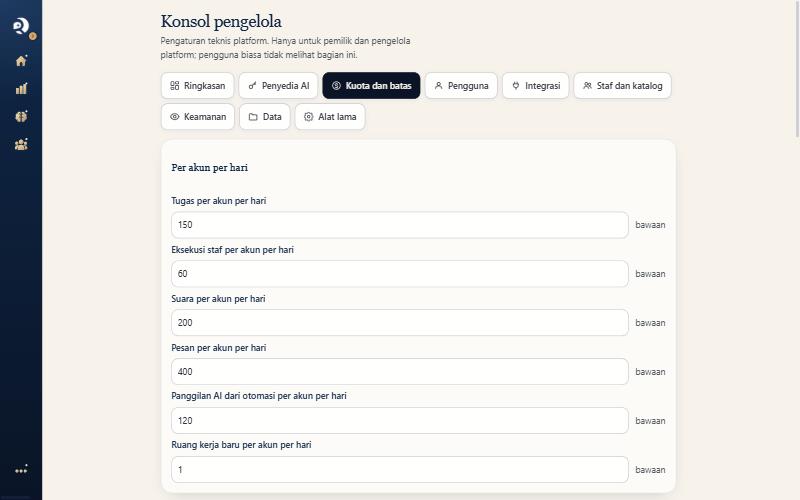 Konsol pengelola
Pengaturan teknis platform. Hanya untuk pemilik dan pengelola
platform; pengguna biasa tidak melihat bagian ini.
Ringkasan
Penyedia AI
Kuota dan batas
Pengguna
Integrasi
Staf dan katalog
Keamanan
Data
Alat lama
Per akun per hari
Tugas per akun per hari
150 bawaan
Eksekusi staf per akun per hari
60 bawaan
Suara per akun per hari
200 bawaan
Pesan per akun per hari
400 bawaan
Panggilan AI dari otomasi per akun per hari
120 bawaan
Ruang kerja baru per akun per hari
1 bawaan